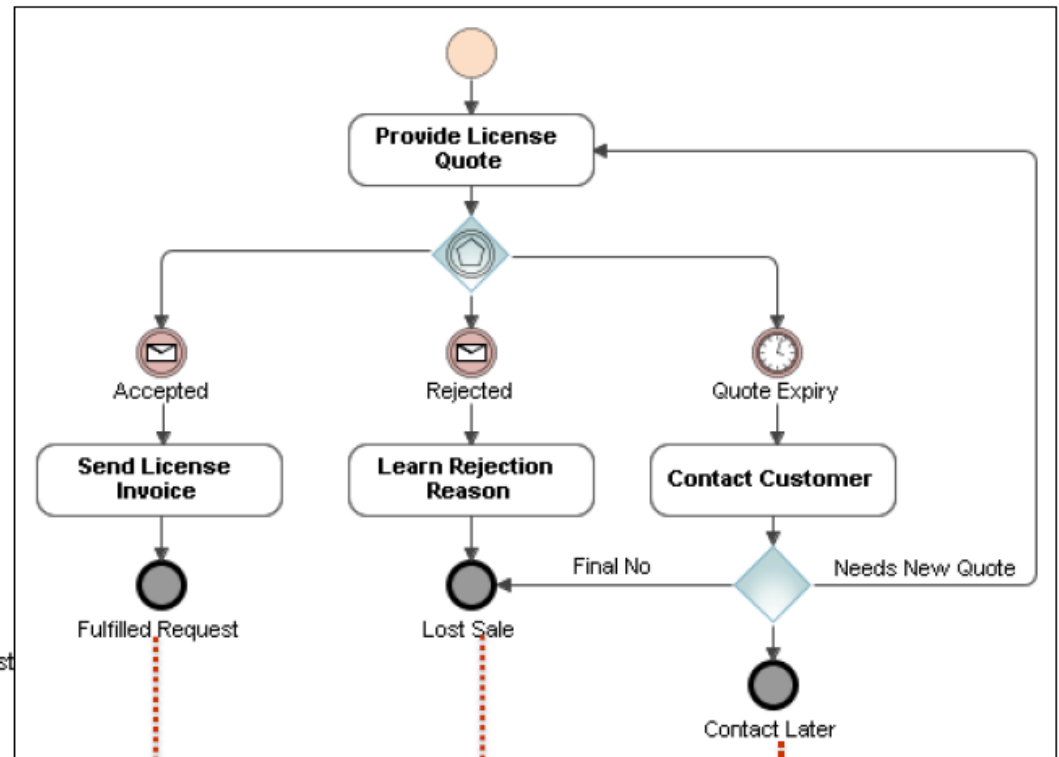 Provide License
Quote
Accepted
Rejected
Quote Expiry
Send License
Invoice
Learn Rejection
Reason
Contact Customer
Final No
Needs New Quote
Fulfilled Request
Lost Sale
st
Contact Later